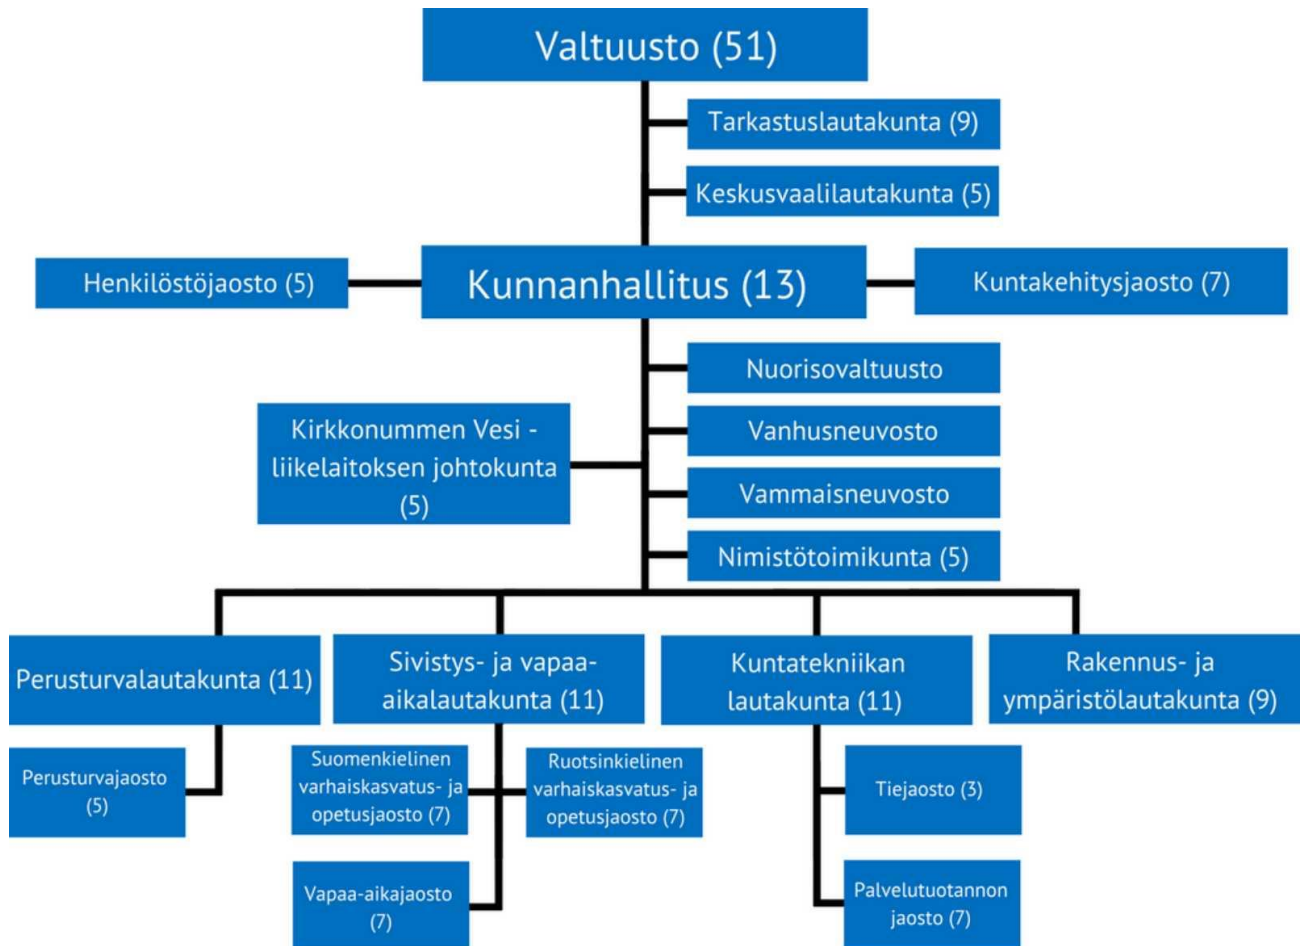 Valtuusto (51)
Tarkastuslautakunta (9)
Keskusvaalilautakunta (5)
Henkilöstöjaosto (5)
Kunnanhallitus (13)
Kuntakehitysjaosto (7)
Nuorisovaltuusto
Kirkkonummen Vesi -
liikelaitoksen johtokunta
(5)
Vanhusneuvosto
Vammaisneuvosto
Nimistötoimikunta (5)
Perusturvalautakunta (11)
Sivistys- ja vapaa-
aikalautakunta (11)
Kuntatekniikan
lautakunta (11)
Rakennus- ja
ympäristölautakunta (9)
Perusturvajaosto
(5)
Suomenkielinen
varhaiskasvatus- ja
opetusjaosto (7)
Ruotsinkielinen
varhaiskasvatus- ja
opetusjaosto (7)
Tiejaosto (3)
Vapaa-aikajaosto
(7)
Palvelutuotannon
jaosto (7)